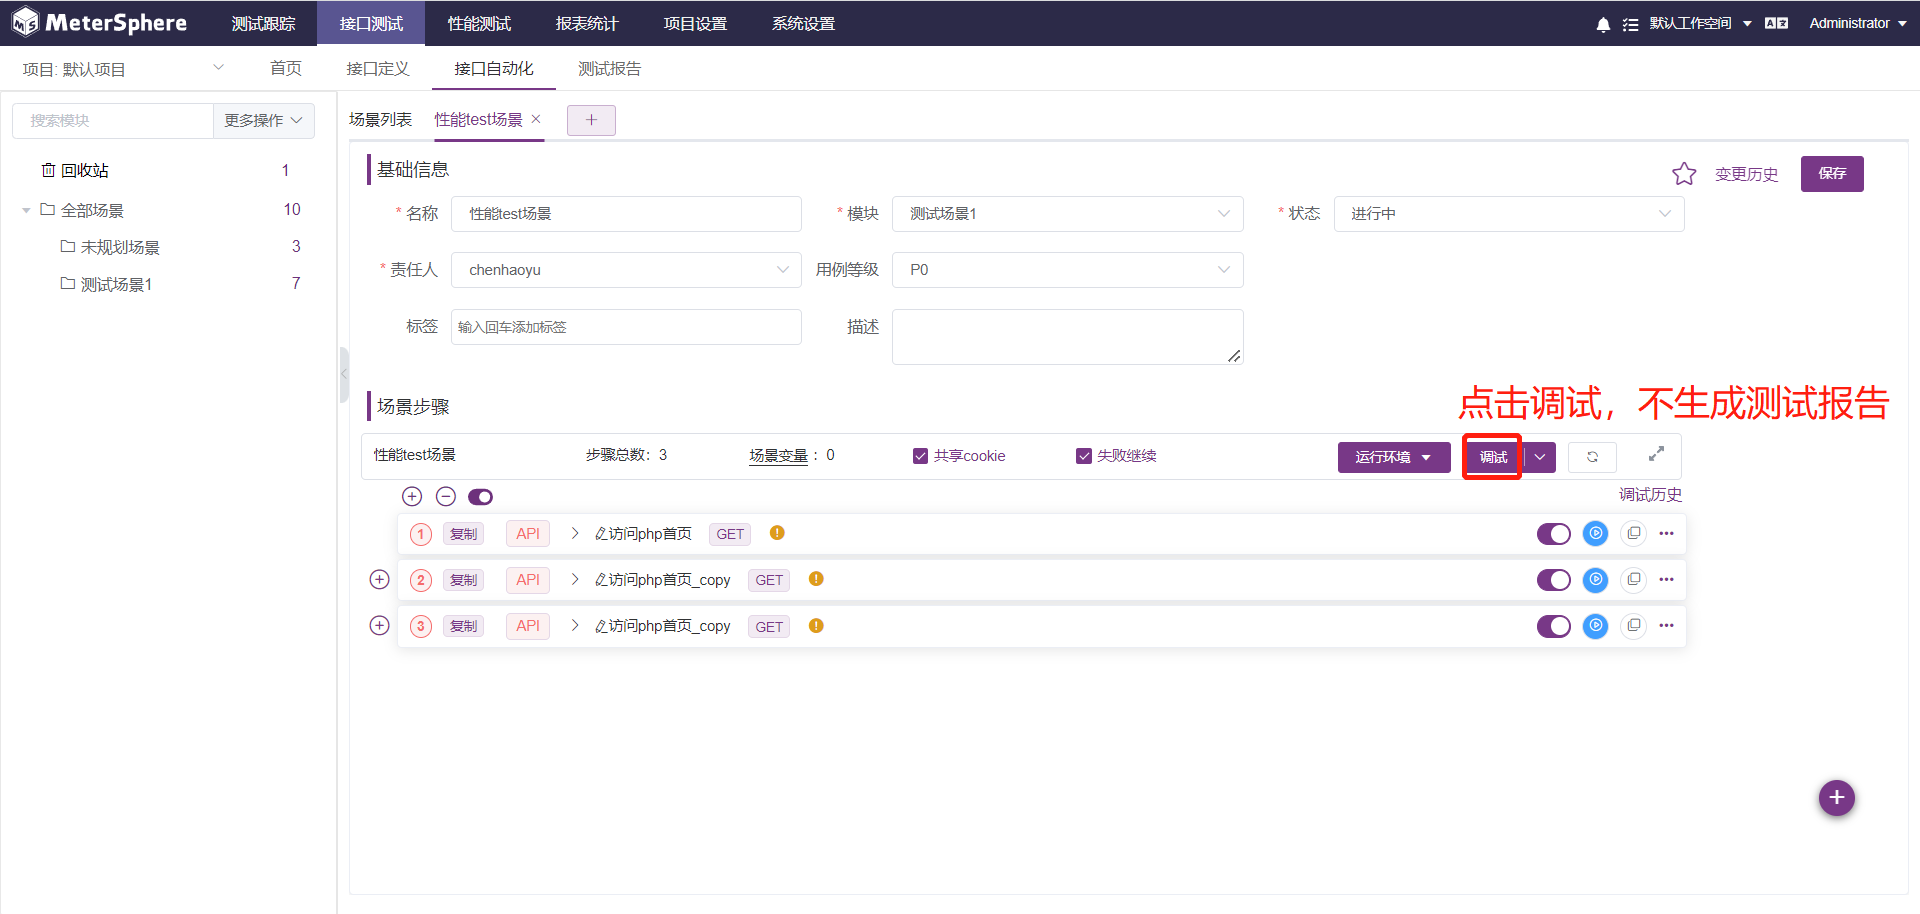 MeterSphere 测试跟踪 接口测试 性能测试 报表统计 项目设置 系统设置 默认工作空间 Administrator
项目: 默认项目 首页 接口定义 接口自动化 测试报告
搜索模块 更多操作
回收站 1
全部场景 10
未规划场景 3
测试场景1 7
场景列表 性能test场景
基础信息 变更历史 保存
* 名称 性能test场景 * 模块 测试场景1 * 状态 进行中
* 责任人 chenhaoyu 用例等级 P0
标签 输入回车添加标签 描述
点击调试，不生成测试报告
场景步骤
性能test场景 步骤总数：3 场景变量 ： 0 共享cookie 失败继续 运行环境 调试
调试历史
1 复制 API 访问php首页 GET
2 复制 API 访问php首页_copy GET
3 复制 API 访问php首页_copy GET